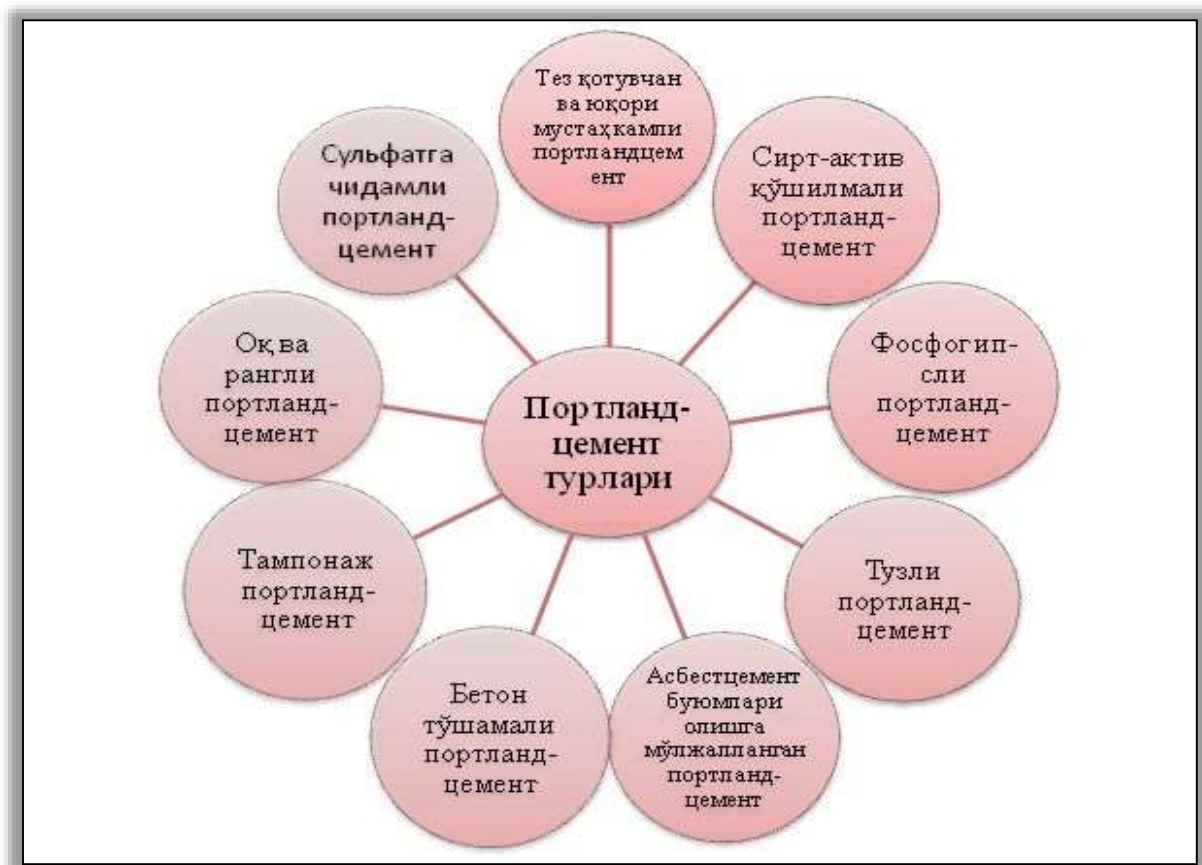 Тез қотувчан
ва юқори
мустаҳкамли
портландцем
ент
Сирт-актив
қўшилмали
портланд-
цемент
Фосфогип-
сли
портланд-
цемент
Тузли
портланд-
цемент
Асбестцемент
буюмлари
олишга
мўлжалланган
портланд-
цемент
Бетон
тўшамали
портланд-
цемент
Тампонаж
портланд-
цемент
Оқ ва
рангли
портланд-
цемент
Сульфатга
чидамли
портланд-
цемент
Портланд-
цемент
турлари